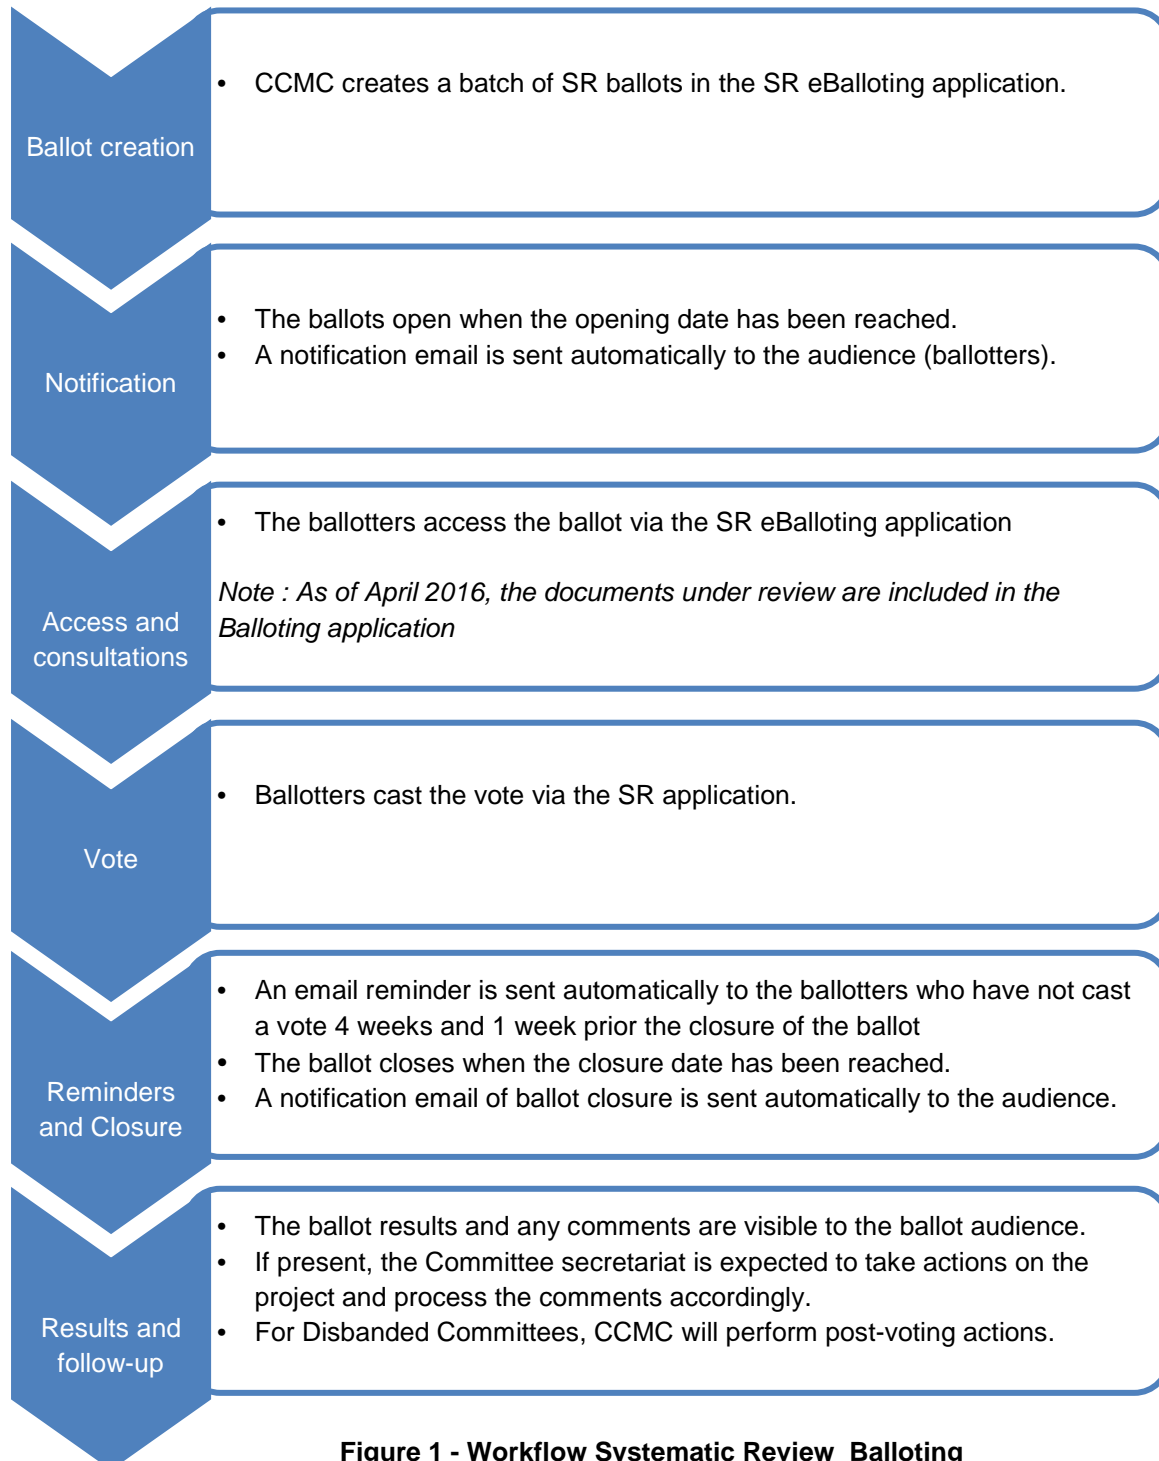 Ballot creation
• CCMC creates a batch of SR ballots in the SR eBalloting application.
Notification
• The ballots open when the opening date has been reached.
• A notification email is sent automatically to the audience (ballotters).
Access and
consultations
• The ballotters access the ballot via the SR eBalloting application
Note : As of April 2016, the documents under review are included in the
Balloting application
Vote
• Ballotters cast the vote via the SR application.
Reminders
and Closure
• An email reminder is sent automatically to the ballotters who have not cast
a vote 4 weeks and 1 week prior the closure of the ballot
• The ballot closes when the closure date has been reached.
• A notification email of ballot closure is sent automatically to the audience.
Results and
follow-up
• The ballot results and any comments are visible to the ballot audience.
• If present, the Committee secretariat is expected to take actions on the
project and process the comments accordingly.
• For Disbanded Committees, CCMC will perform post-voting actions.
Figure 1 - Workflow Systematic Review Balloting